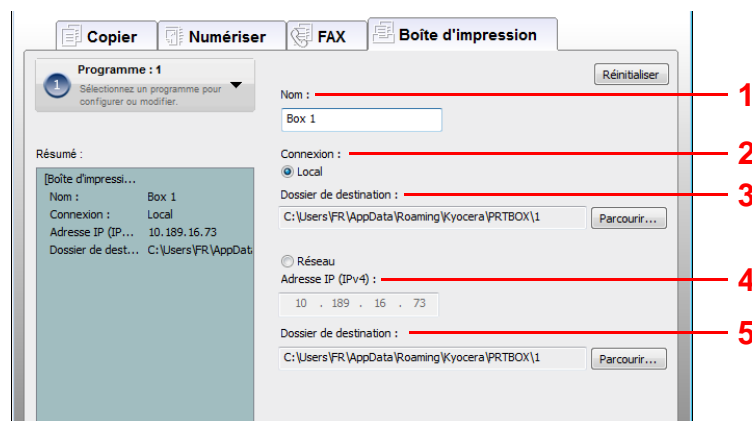 Copier Numériser FAX Boîte d'impression
Programme : 1
1
Sélectionnez un programme pour
configurer ou modifier.
Réinitialiser
Nom :
1
Box 1
Résumé :
[Boîte d'impressi...
Nom : Box 1
Connexion : Local
Adresse IP (IP... 10.189.16.73
Dossier de dest... C:\Users\FR\AppDat
Connexion :
2
Local
Dossier de destination :
3
C:\Users\FR\AppData\Roaming\Kyocera\PRTBOX\1
Parcourir...
Réseau
Adresse IP (IPv4) :
4
10 . 189 . 16 . 73
Dossier de destination :
5
C:\Users\FR\AppData\Roaming\Kyocera\PRTBOX\1
Parcourir...